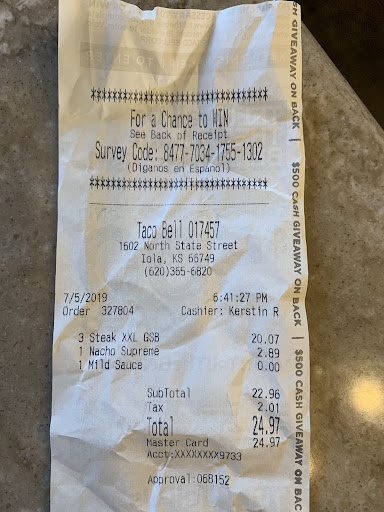 xxxxxxxxxxxxxxxxxxxxxxxxxxxxxxx
For a Chance to WIN
See Back of Receipt
Survey Code: 8477-7034-1755-1302
(Díganos en Español)
xxxxxxxxxxxxxxxxxxxxxxxxxxxxxxx
Taco Bell 017457
1602 North State Street
Iola, KS 66749
(620)365-6820
7/5/2019 6:41:27 PM
Order 327804 Cashier: Kerstin R
3 Steak XXL GSB 20.07
1 Nacho Supreme 2.89
1 Mild Sauce 0.00
SubTotal 22.96
Tax 2.01
Total 24.97
Master Card 24.97
Acct:XXXXXXXX9733
Approval:06B152
H GIVEAWAY ON BACK | $500 CASH GIVEAWAY ON BACK | $500 CASH GIVEAWAY ON BAC